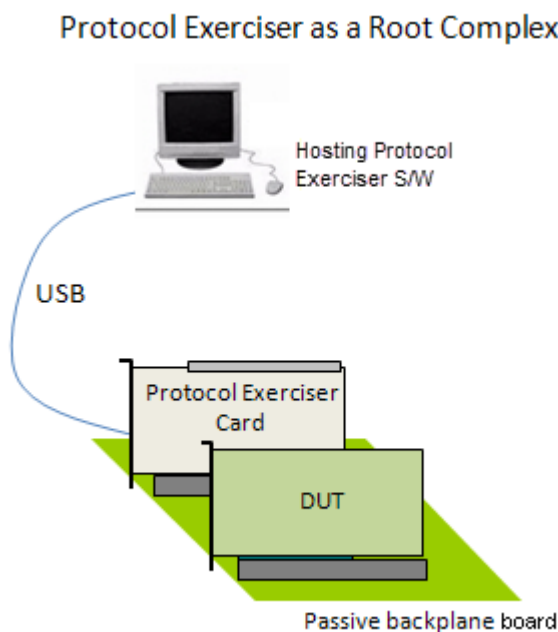 Protocol Exerciser as a Root Complex
Hosting Protocol
Exerciser S/W
USB
Protocol Exerciser
Card
DUT
Passive backplane board